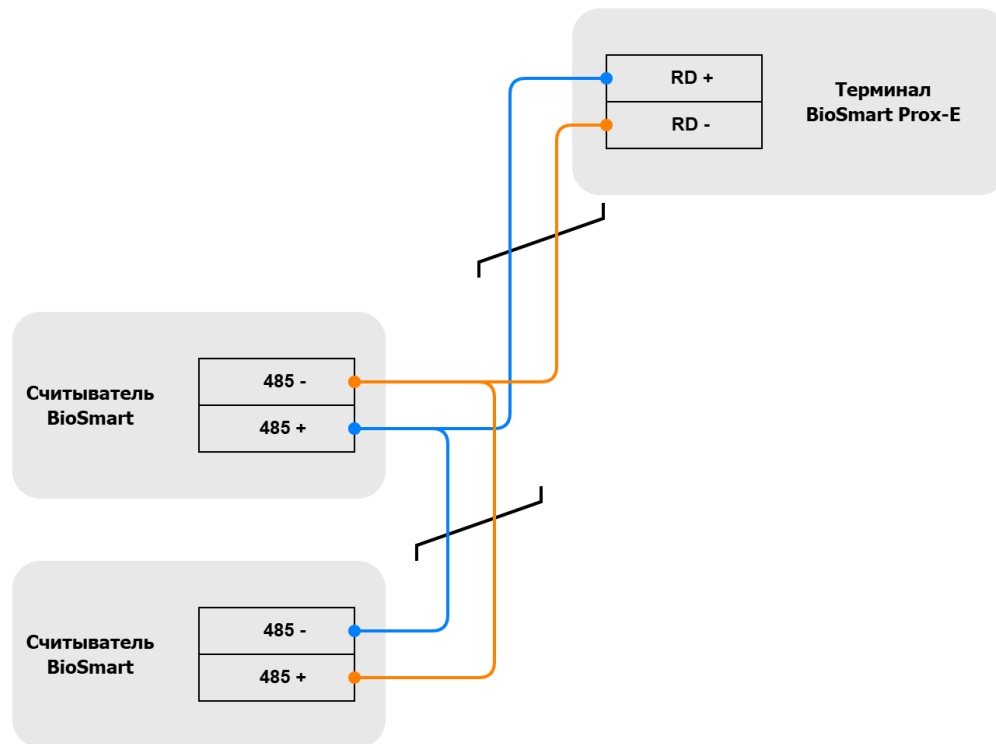 RD +
RD -
Терминал
BioSmart Prox-E
Считыватель
BioSmart
485 -
485 +
Считыватель
BioSmart
485 -
485 +